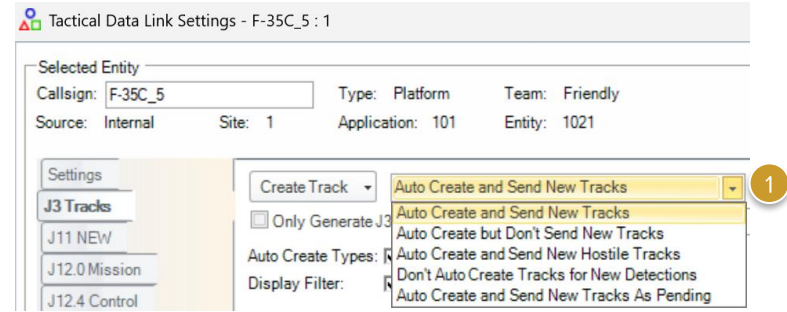 Tactical Data Link Settings - F-35C_5 : 1
Selected Entity
Callsign: F-35C_5 Type: Platform Team: Friendly
Source: Internal Site: 1 Application: 101 Entity: 1021
Settings
Create Track Auto Create and Send New Tracks 1
J3 Tracks
Only Generate J3 Auto Create and Send New Tracks
J11 NEW Auto Create but Don't Send New Tracks
Auto Create Types: Auto Create and Send New Hostile Tracks
J12.0 Mission Don't Auto Create Tracks for New Detections
Display Filter: Auto Create and Send New Tracks As Pending
J12.4 Control